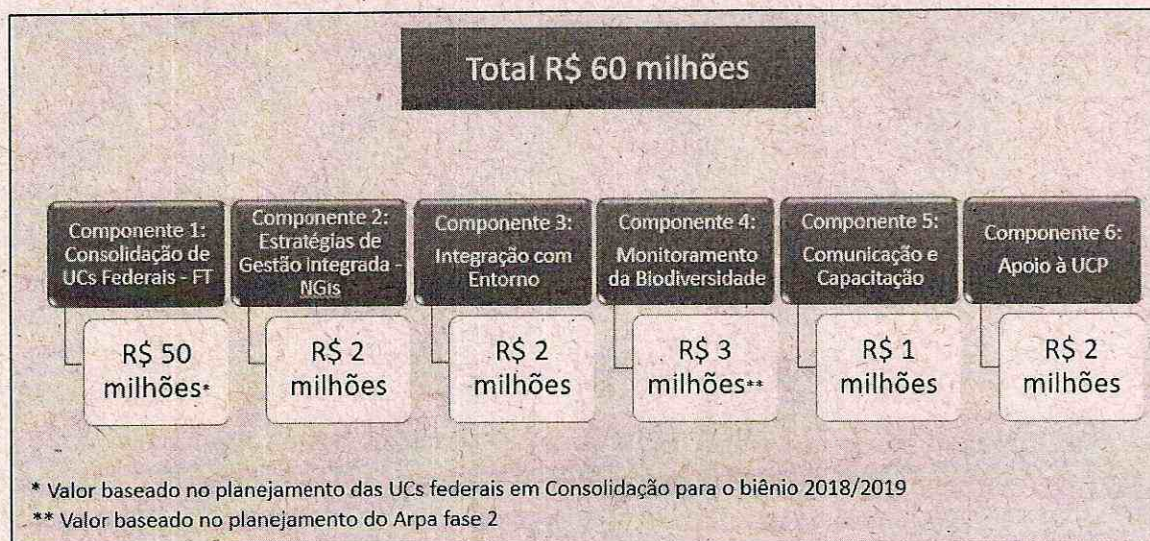 Total R$ 60 milhões
Componente 1:
Consolidação de
UCs Federais - FT
Componente 2:
Estratégias de
Gestão Integrada -
NGIs
Componente 3:
Integração com
Entorno
Componente 4:
Monitoramento
da Biodiversidade
Componente 5:
Comunicação e
Capacitação
Componente 6:
Apoio à UCP
R$ 50
milhões*
R$ 2
milhões
R$ 2
milhões
R$ 3
milhões**
R$ 1
milhões
R$ 2
milhões
* Valor baseado no planejamento das UCs federais em Consolidação para o biênio 2018/2019
** Valor baseado no planejamento do Arpa fase 2